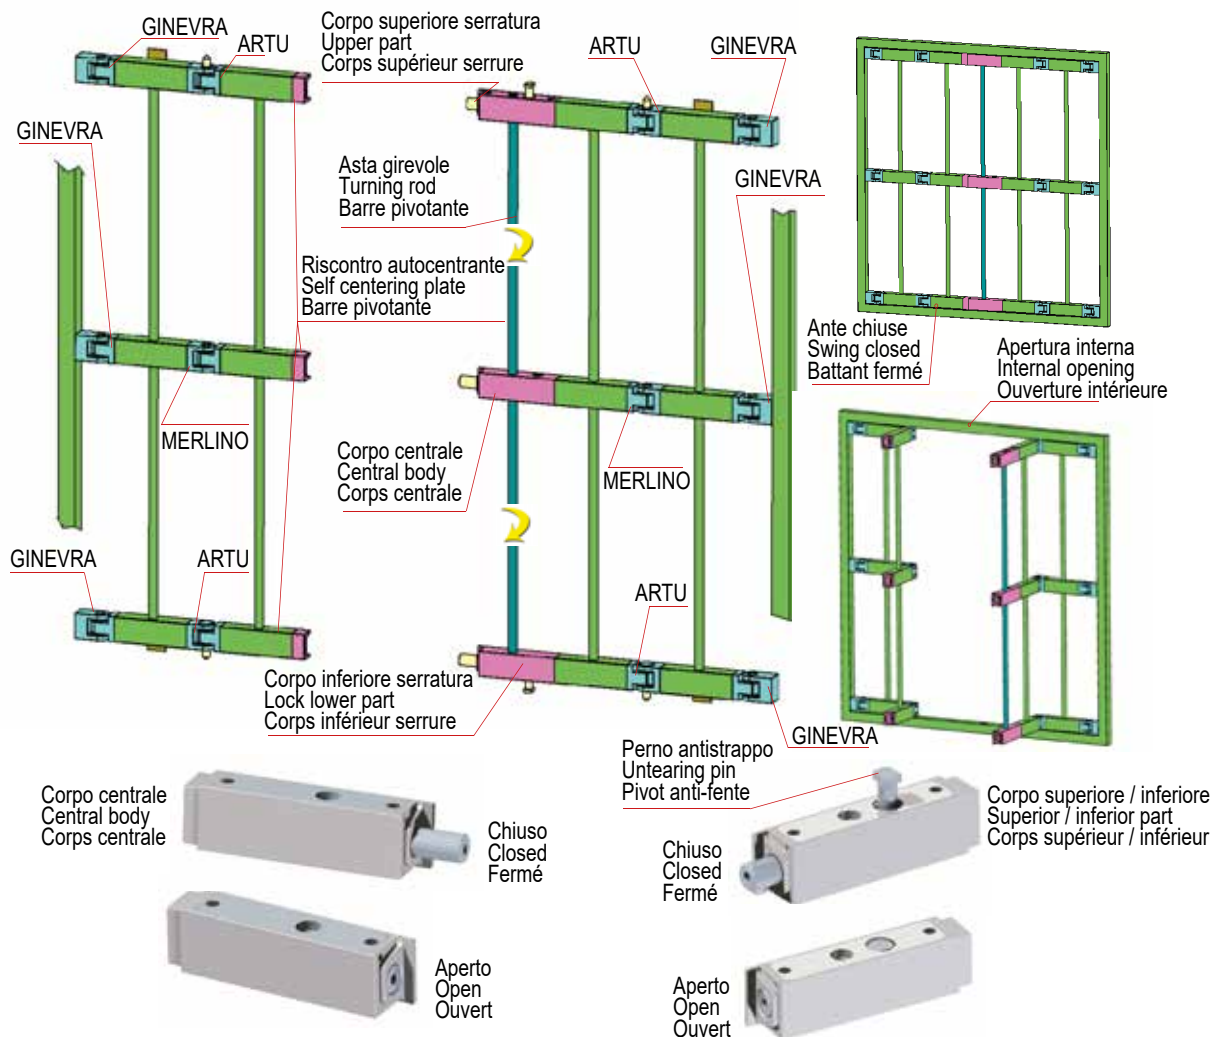 GINEVRA
ARTU
Corpo superiore serratura
Upper part
Corps supérieur serrure
ARTU
GINEVRA
GINEVRA
Asta girevole
Turning rod
Barre pivotante
GINEVRA
Riscontro autocentrante
Self centering plate
Barre pivotante
Ante chiuse
Swing closed
Battant fermé
Apertura interna
Internal opening
Ouverture intérieure
MERLINO
Corpo centrale
Central body
Corps centrale
MERLINO
GINEVRA
ARTU
ARTU
Corpo inferiore serratura
Lock lower part
Corps inférieur serrure
GINEVRA
Perno antistrappo
Untearing pin
Pivot anti-fente
Corpo centrale
Central body
Corps centrale
Chiuso
Closed
Fermé
Chiuso
Closed
Fermé
Corpo superiore / inferiore
Superior / inferior part
Corps supérieur / inférieur
Aperto
Open
Ouvert
Aperto
Open
Ouvert